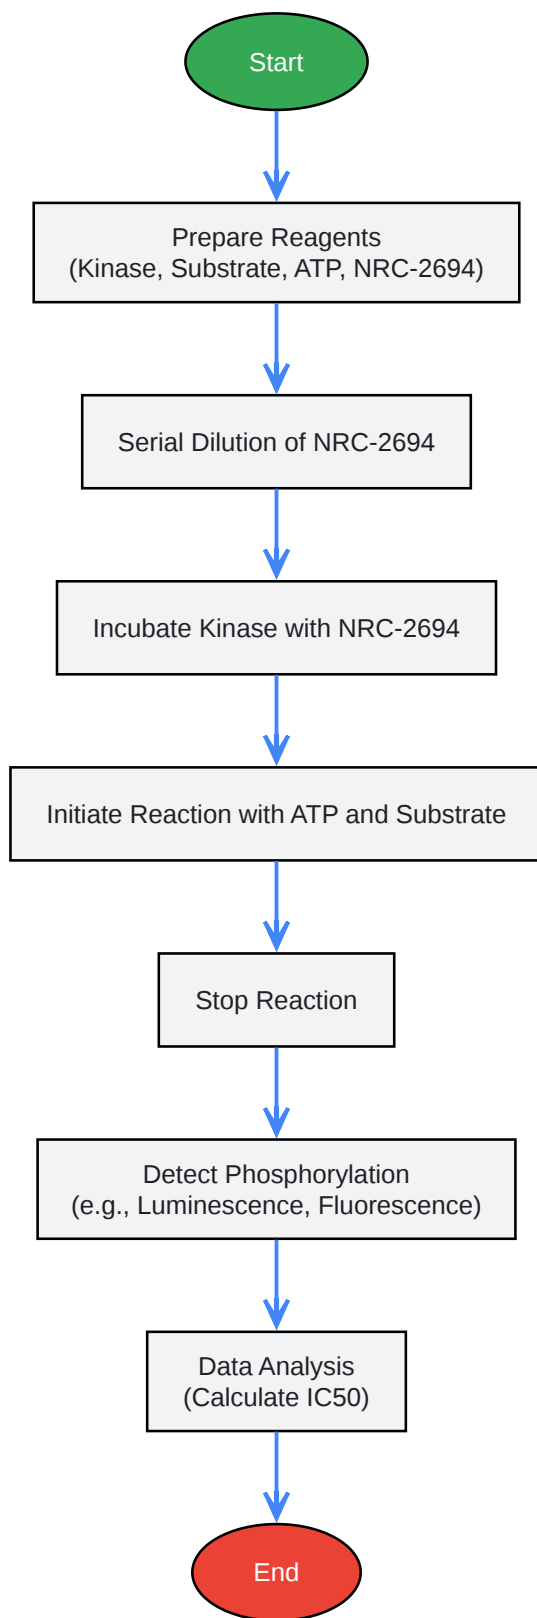 Start
Prepare Reagents
(Kinase, Substrate, ATP, NRC-2694)
Serial Dilution of NRC-2694
Incubate Kinase with NRC-2694
Initiate Reaction with ATP and Substrate
Stop Reaction
Detect Phosphorylation
(e.g., Luminescence, Fluorescence)
Data Analysis
(Calculate IC50)
End